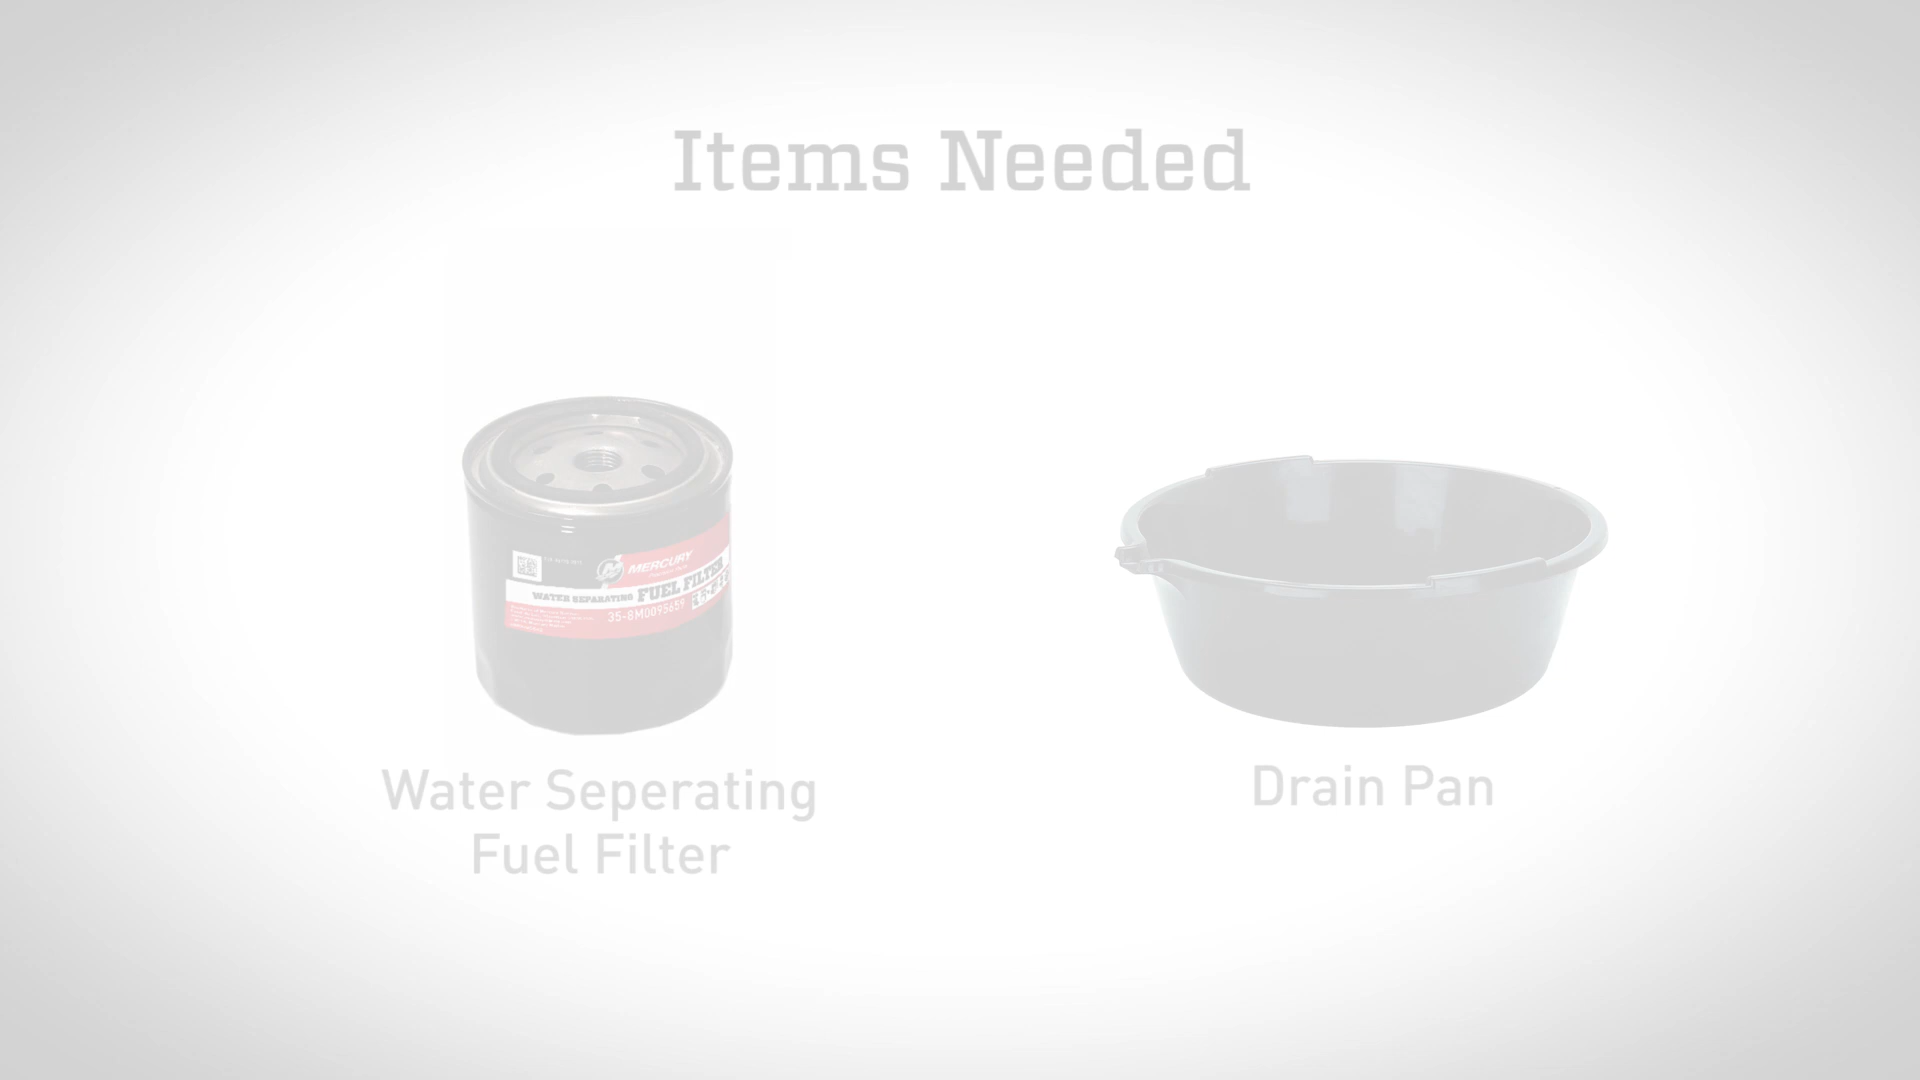 Items Needed
MERCURY
WATER SEPARATING FUEL FILTER
35-8M0095659
Water Seperating
Fuel Filter
Drain Pan